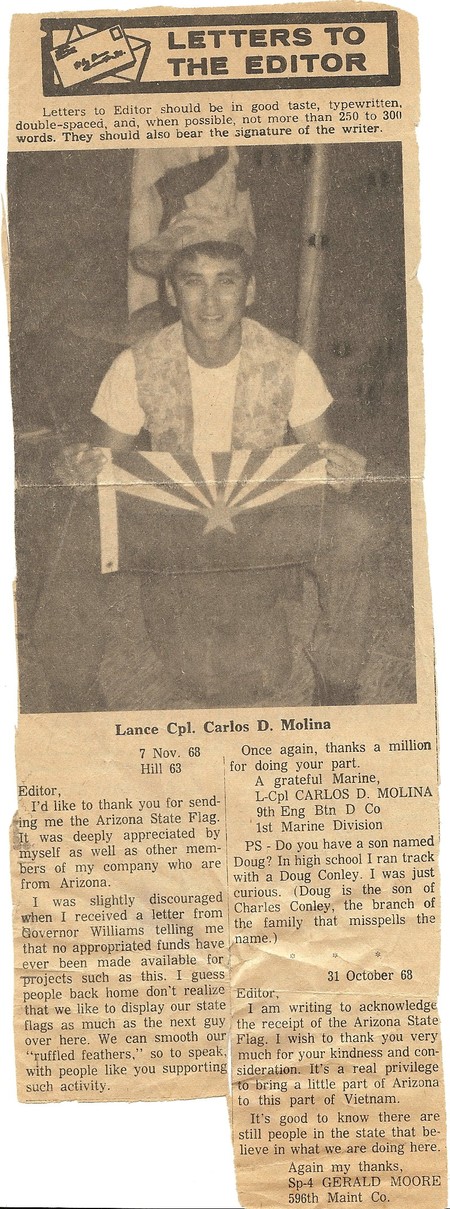 LETTERS TO
THE EDITOR
Letters to Editor should be in good taste, typewritten,
double-spaced, and, when possible, not more than 250 to 300
words. They should also bear the signature of the writer.
Lance Cpl. Carlos D. Molina
7 Nov. 68
Hill 63
Editor,
I'd like to thank you for send-
ing me the Arizona State Flag.
It was deeply appreciated by
myself as well as other mem-
bers of my company who are
from Arizona.
I was slightly discouraged
when I received a letter from
Governor Williams telling me
that no appropriated funds have
ever been made available for
projects such as this. I guess
people back home don't realize
that we like to display our state
flags as much as the next guy
over here. We can smooth our
"ruffled feathers," so to speak,
with people like you supporting
such activity.
Once again, thanks a million
for doing your part.
A grateful Marine,
L-Cpl CARLOS D. MOLINA
9th Eng Btn D Co
1st Marine Division
PS - Do you have a son named
Doug? In high school I ran track
with a Doug Conley. I was just
curious. (Doug is the son of
Charles Conley, the branch of
the family that misspells the
name.)
* * *
31 October 68
Editor,
I am writing to acknowledge
the receipt of the Arizona State
Flag. I wish to thank you very
much for your kindness and con-
sideration. It's a real privilege
to bring a little part of Arizona
to this part of Vietnam.
It's good to know there are
still people in the state that be-
lieve in what we are doing here.
Again my thanks,
Sp-4 GERALD MOORE
596th Maint Co.